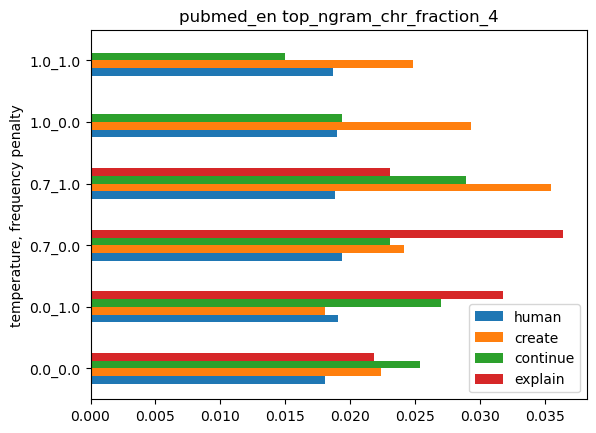 pubmed_en top_ngram_chr_fraction_4
temperature, frequency penalty
1.0_1.0
1.0_0.0
0.7_1.0
0.7_0.0
0.0_1.0
0.0_0.0
human
create
continue
explain
0.000 0.005 0.010 0.015 0.020 0.025 0.030 0.035